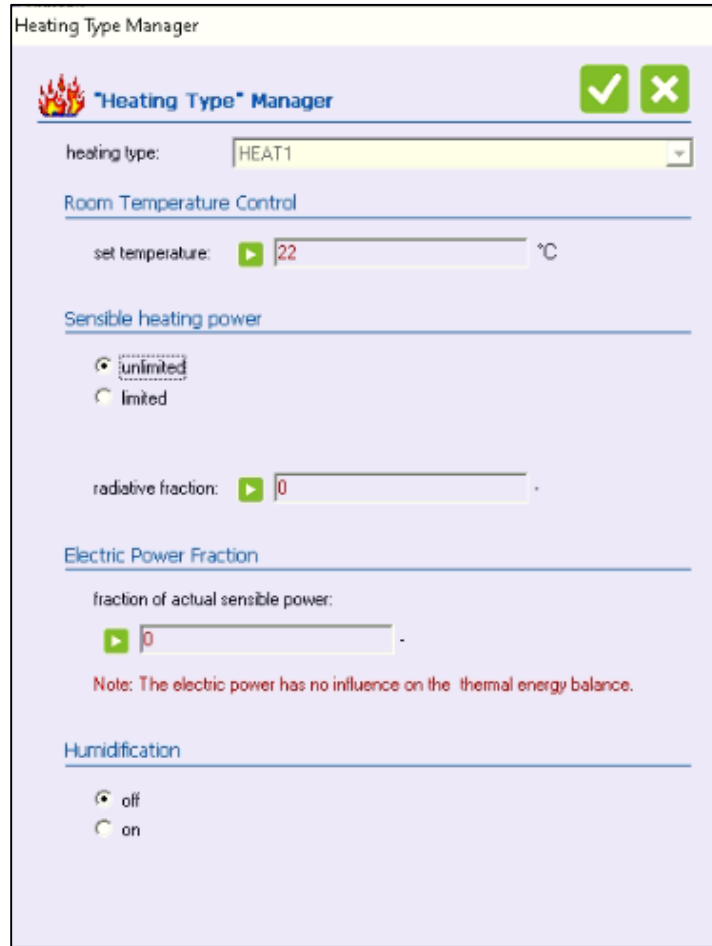 Heating Type Manager
"Heating Type" Manager
heating type: HEAT1
Room Temperature Control
set temperature: 22 °C
Sensible heating power
unlimited
limited
radiative fraction: 0 -
Electric Power Fraction
fraction of actual sensible power:
0 -
Note: The electric power has no influence on the thermal energy balance.
Humidification
off
on